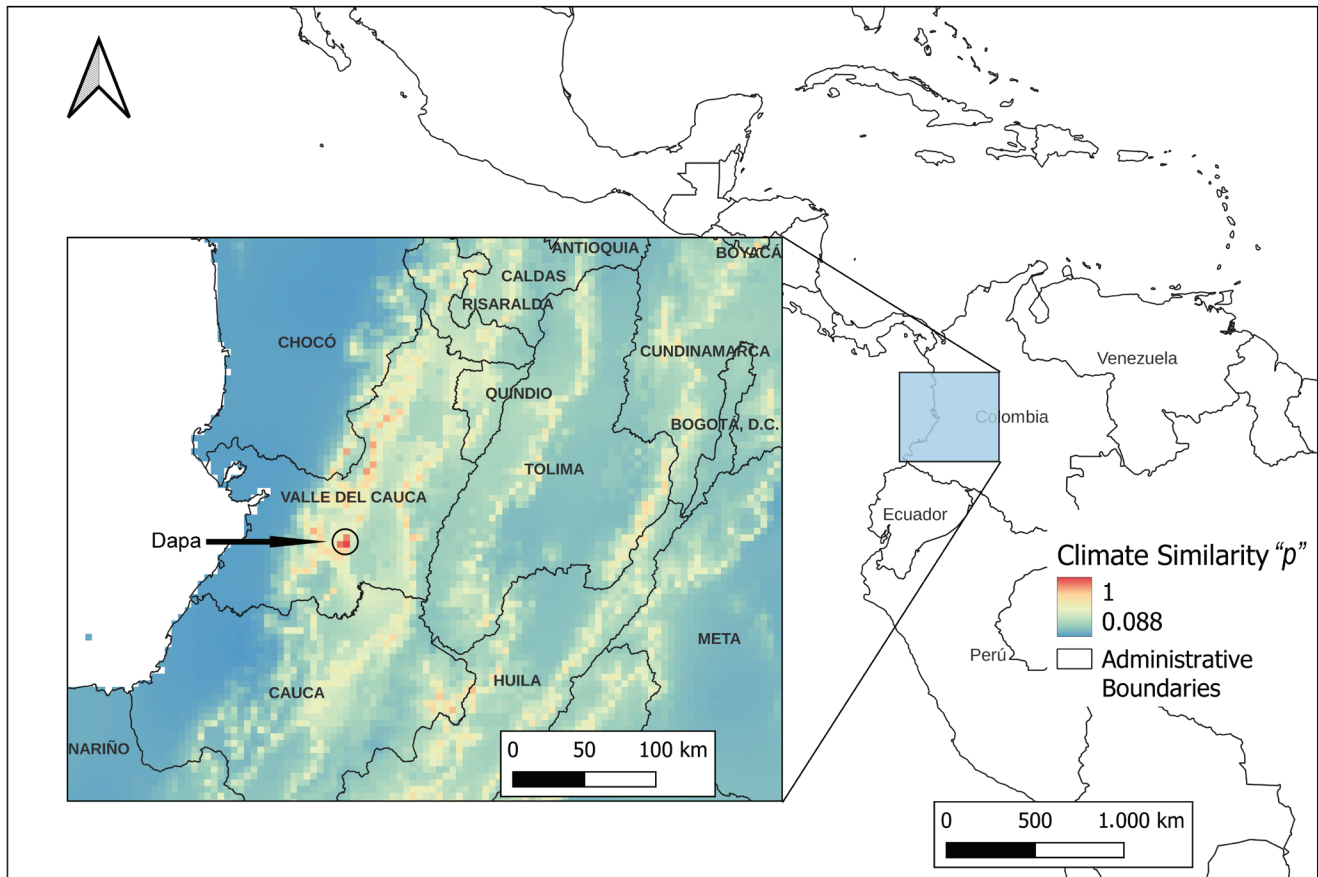 ANTIOQUIA
BOYACÁ
CALDAS
RISARALDA
CHOCÓ
CUNDINAMARCA
Venezuela
QUINDIO
Colombia
BOGOTÁ, D.C.
TOLIMA
VALLE DEL CAUCA
Ecuador
Dapa
Climate Similarity “p”
1
0.088
META
Perú
Administrative
Boundaries
HUILA
CAUCA
NARIÑO
0 50 100 km
0 500 1.000 km